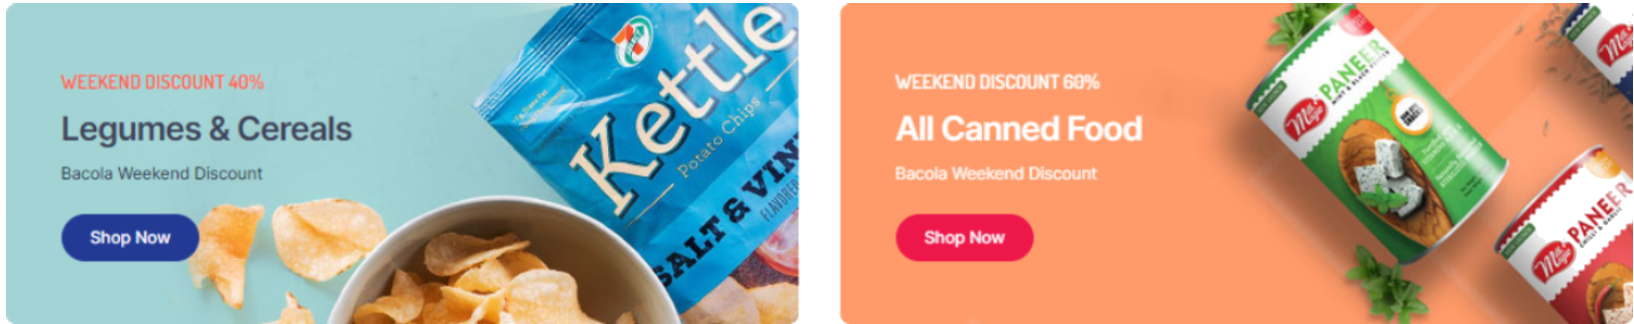 WEEKEND DISCOUNT 40%
Legumes & Cereals
Bacola Weekend Discount
Shop Now
Kettle
Potato Chips
SALT & VIN
FLAVORED
WEEKEND DISCOUNT 60%
All Canned Food
Bacola Weekend Discount
Shop Now
PANEER
PANEER